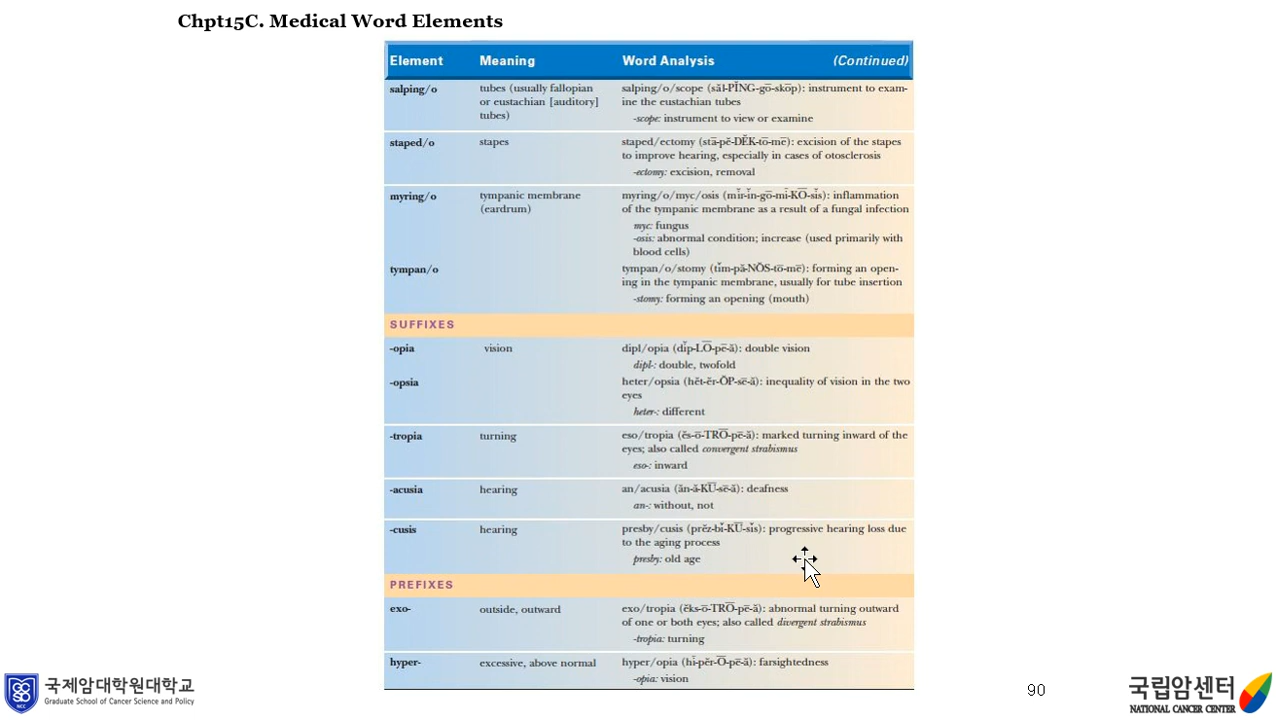 Chpt15C. Medical Word Elements
Element Meaning Word Analysis (Continued)
salping/o tubes (usually fallopian salping/o/scope (săl-PĬNG-gō-skōp): instrument to exam-
or eustachian [auditory] ine the eustachian tubes
tubes) -scope: instrument to view or examine
staped/o stapes staped/ectomy (stā-pĕ-DĔK-tō-mē): excision of the stapes
to improve hearing, especially in cases of otosclerosis
-ectomy: excision, removal
myring/o tympanic membrane myring/o/myc/osis (mĭr-ĭn-gō-mī-KŌ-sĭs): inflammation
(eardrum) of the tympanic membrane as a result of a fungal infection
myc: fungus
-osis: abnormal condition; increase (used primarily with
blood cells)
tympan/o tympan/o/stomy (tĭm-pă-NŎS-tō-mē): forming an open-
ing in the tympanic membrane, usually for tube insertion
-stomy: forming an opening (mouth)
SUFFIXES
-opia vision dipl/opia (dĭp-LŌ-pē-ă): double vision
dipl-: double, twofold
-opsia heter/opsia (hĕt-ĕr-ŎP-sē-ă): inequality of vision in the two
eyes
heter-: different
-tropia turning eso/tropia (ĕs-ō-TRŌ-pē-ă): marked turning inward of the
eyes; also called convergent strabismus
eso-: inward
-acusia hearing an/acusia (ăn-ă-KŪ-sē-ă): deafness
an-: without, not
-cusis hearing presby/cusis (prĕz-bĭ-KŪ-sĭs): progressive hearing loss due
to the aging process
presby: old age
PREFIXES
exo- outside, outward exo/tropia (ĕks-ō-TRŌ-pē-ă): abnormal turning outward
of one or both eyes; also called divergent strabismus
-tropia: turning
hyper- excessive, above normal hyper/opia (hī-pĕr-Ō-pē-ă): farsightedness
-opia: vision
NCC
국제암대학원대학교
Graduate School of Cancer Science and Policy
90
국립암센터
NATIONAL CANCER CENTER